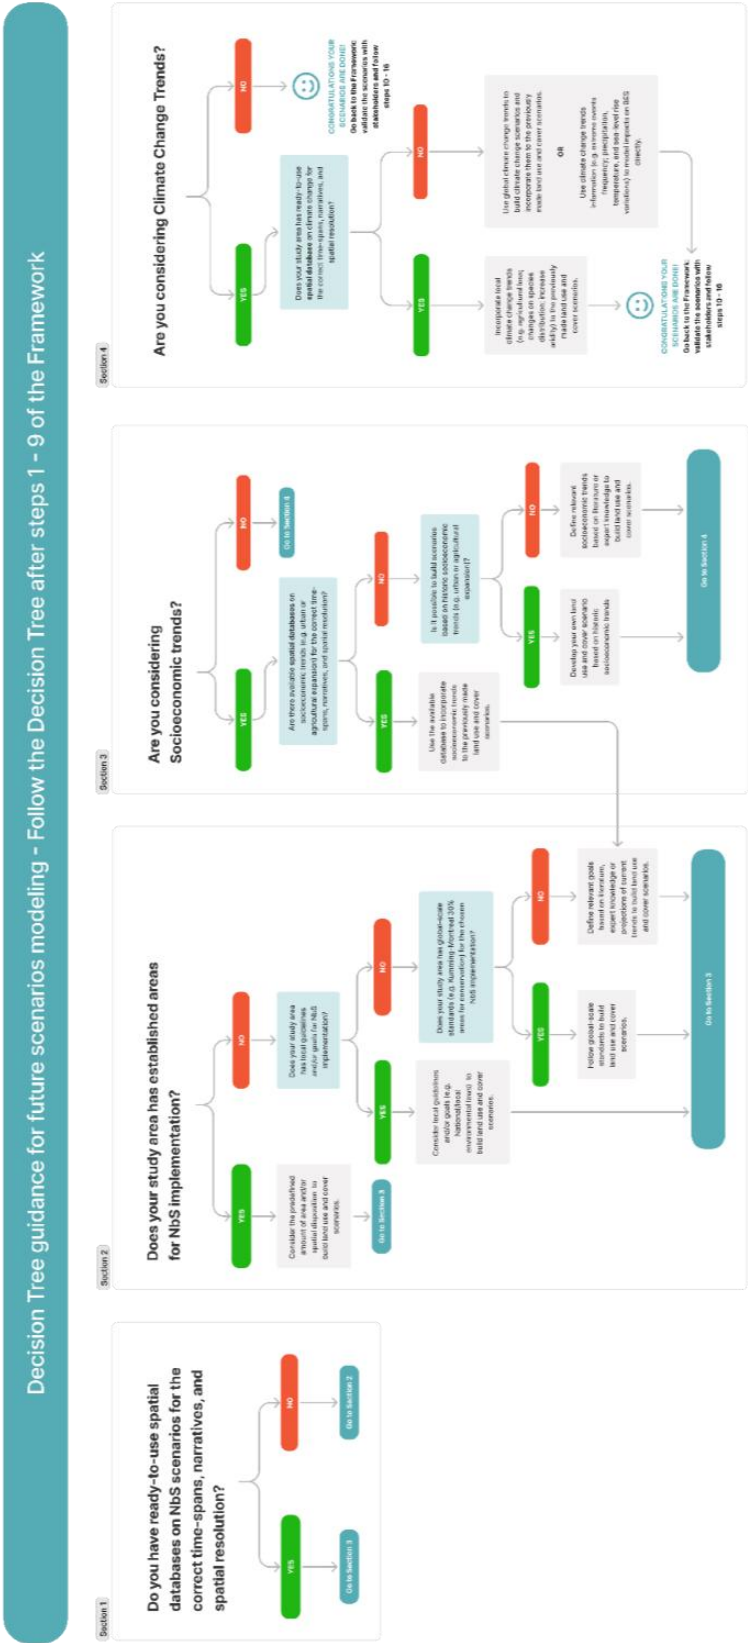 Decision Tree guidance for future scenarios modeling - Follow the Decision Tree after steps 1 - 9 of the Framework
Section 1
Do you have ready-to-use spatial
databases on NbS scenarios for the
correct time-spans, narratives, and
spatial resolution?
YES
NO
Go to Section 3
Go to Section 2
Section 2
Does your study area has established areas
for NbS implementation?
YES
NO
Consider the predefined
amount of area and/or
spatial disposition to
build land use and cover
scenarios.
Go to Section 3
Does your study area
has local guidelines
and/or goals for NbS
implementation?
YES
NO
Consider local guidelines
and/or goals (e.g.
National/local
environmental laws) to
build land use and cover
scenarios.
Does your study area has global-scale
standards (e.g. Kumming-Montreal 30%
areas for conservation) for the chosen
NbS implementation?
YES
NO
Follow global-scale
standards to build
land use and cover
scenarios.
Define relevant goals
based on literature,
expert knowledge or
projections of current
trends to build land use
and cover scenarios.
Go to Section 3
Section 3
Are you considering
Socioeconomic trends?
YES
NO
Go to Section 4
Are there available spatial databases on
socioeconomic trends (e.g. urban or
agricultural expansion) for the correct time-
spans, narratives, and spatial resolution?
YES
NO
Use the available
database to incorporate
socioeconomic trends
to the previously made
land use and cover
scenarios.
Is it possible to build scenarios
based on historic socioeconomic
trends (e.g. urban or agricultural
expansion)?
YES
NO
Develop your own land
use and cover scenario
based on historic
socioeconomic trends
Define relevant
socioeconomic trends
based on literature or
expert knowledge to
build land use and
cover scenarios.
Go to Section 4
Section 4
Are you considering Climate Change Trends?
YES
NO
CONGRATULATIONS YOUR
SCENARIOS ARE DONE!
Go back to the Framework:
validate the scenarios with
stakeholders and follow
steps 10 - 16
Does your study area has ready-to-use
spatial database on climate change for
the correct time-spans, narratives, and
spatial resolution?
YES
NO
Incorporate local
climate change trends
(e.g. agricultural loss;
changes on species
distribution, increase
aridity) to the previously
made land use and
cover scenarios.
Use global climate change trends to
build climate change scenarios and
incorporate them to the previously
made land use and cover scenarios.
OR
Use climate change trends
information (e.g. extreme events
frequency; precipitation,
temperature, and sea-level rise
variations) to model impacts on BES
directly.
CONGRATULATIONS YOUR
SCENARIOS ARE DONE!
Go back to the Framework:
validate the scenarios with
stakeholders and follow
steps 10 - 16